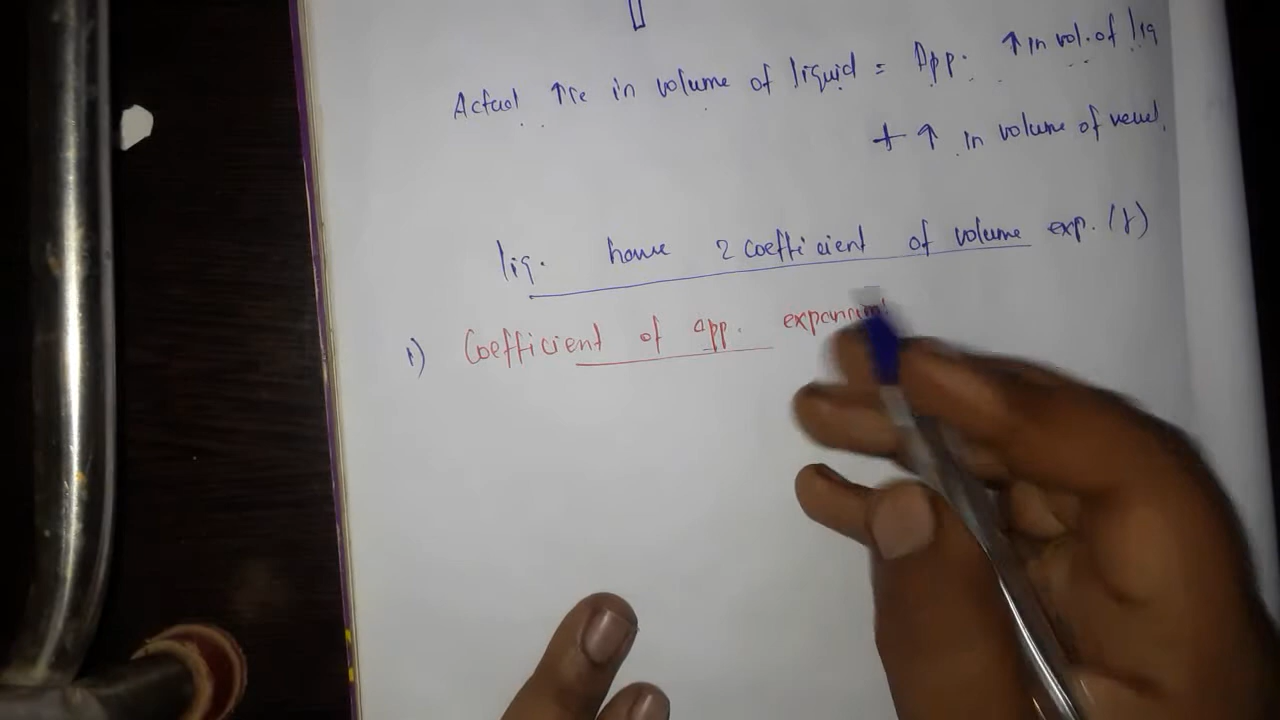 Actual ↑se in volume of liquid = App. ↑ in vol. of liq
+ ↑ in volume of vessel.
liq. have 2 coefficient of volume exp. (γ)
1) Coefficient of app. expansion